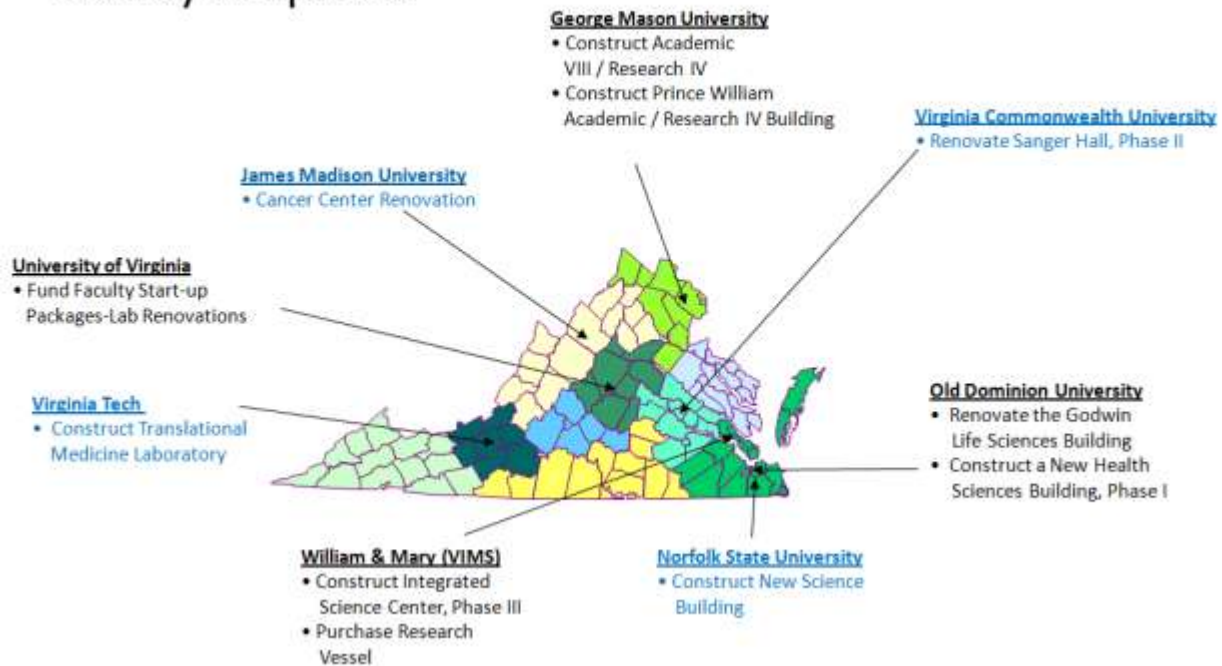 George Mason University
• Construct Academic
VIII / Research IV
• Construct Prince William
Academic / Research IV Building
Virginia Commonwealth University
• Renovate Sanger Hall, Phase II
James Madison University
• Cancer Center Renovation
University of Virginia
• Fund Faculty Start-up
Packages-Lab Renovations
Virginia Tech
• Construct Translational
Medicine Laboratory
Old Dominion University
• Renovate the Godwin
Life Sciences Building
• Construct a New Health
Sciences Building, Phase I
William & Mary (VIMS)
• Construct Integrated
Science Center, Phase III
• Purchase Research
Vessel
Norfolk State University
• Construct New Science
Building